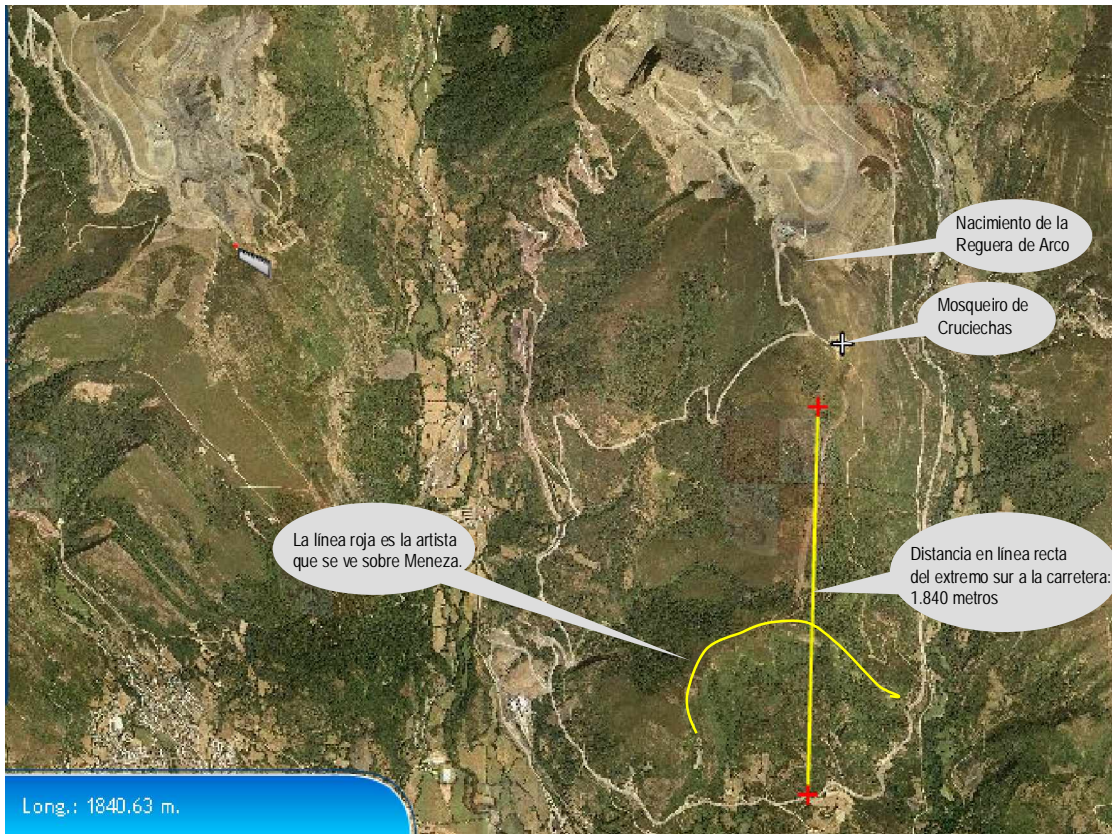 Nacimiento de la
Reguera de Arco
Mosqueiro de
Cruciechas
La línea roja es la artista
que se ve sobre Meneza.
Distancia en línea recta
del extremo sur a la carretera:
1.840 metros
Long.: 1840.63 m.